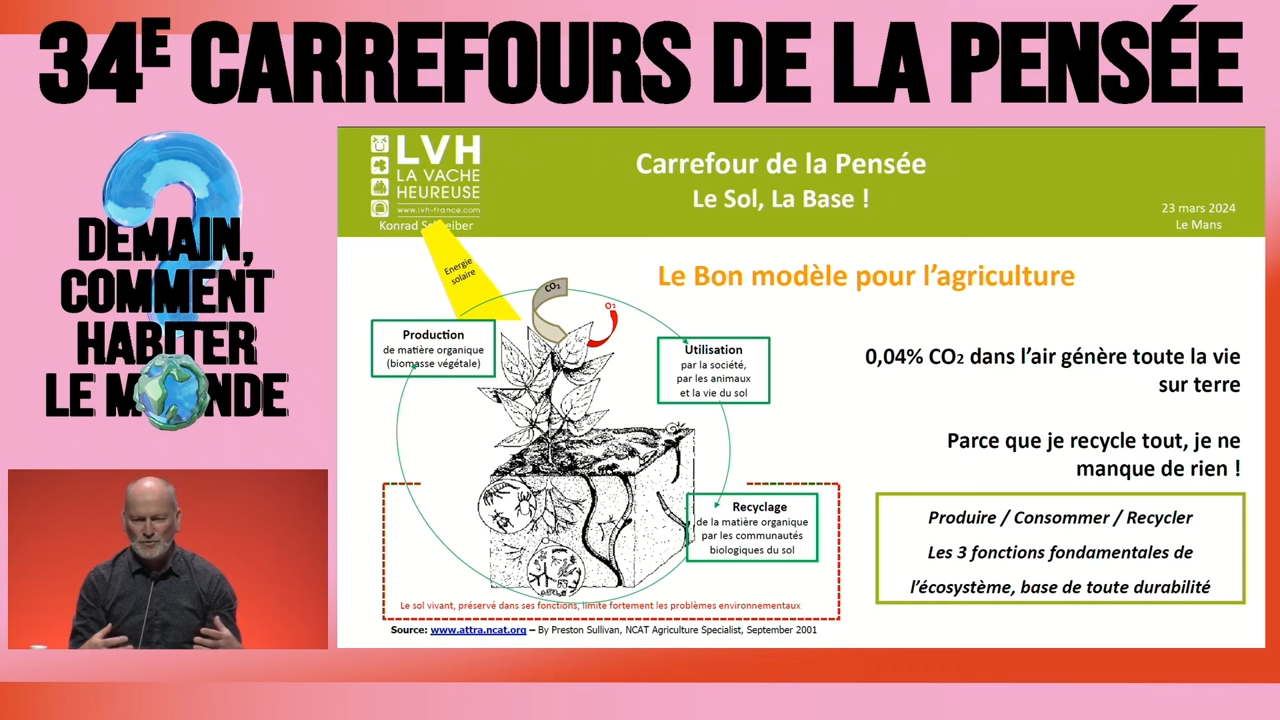 34E CARREFOURS DE LA PENSÉE
DEMAIN,
COMMENT
HABITER
LE MONDE
LVH
LA VACHE
HEUREUSE
www.lvh-france.com
Konrad Schreiber
Carrefour de la Pensée
Le Sol, La Base !
23 mars 2024
Le Mans
Energie
solaire
Le Bon modèle pour l'agriculture
CO2
O2
Production
de matière organique
(biomasse végétale)
Utilisation
par la société,
par les animaux
et la vie du sol
Recyclage
de la matière organique
par les communautés
biologiques du sol
Le sol vivant, préservé dans ses fonctions, limite fortement les problèmes environnementaux
Source: www.attra.ncat.org – By Preston Sullivan, NCAT Agriculture Specialist, September 2001
0,04% CO2 dans l'air génère toute la vie
sur terre
Parce que je recycle tout, je ne
manque de rien !
Produire / Consommer / Recycler
Les 3 fonctions fondamentales de
l'écosystème, base de toute durabilité